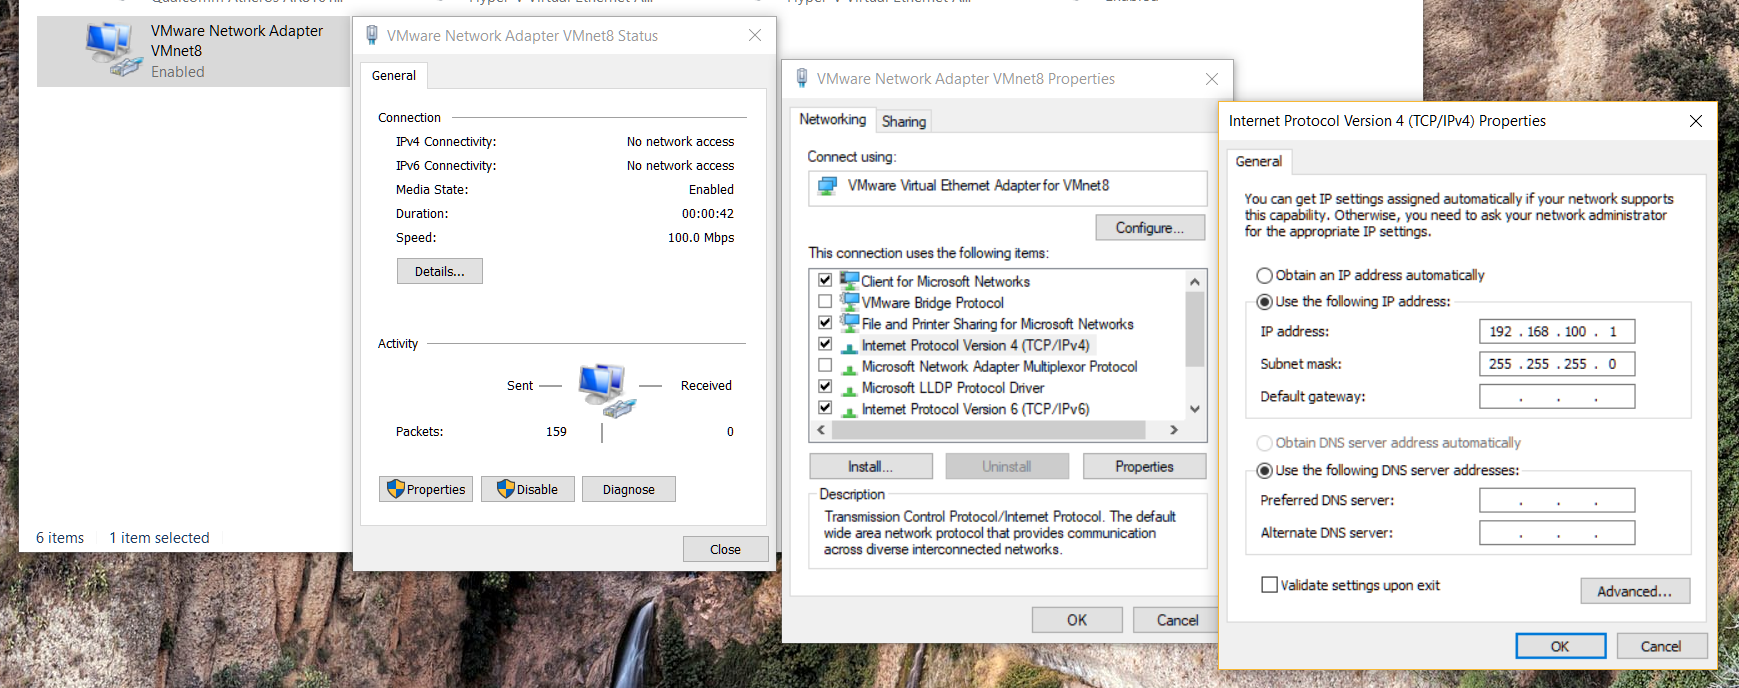 VMware Network Adapter
VMnet8
Enabled
6 items
1 item selected
VMware Network Adapter VMnet8 Status
General
Connection
IPv4 Connectivity: No network access
IPv6 Connectivity: No network access
Media State: Enabled
Duration: 00:00:42
Speed: 100.0 Mbps
Details...
Activity
Sent Received
Packets: 159 0
Properties Disable Diagnose
Close
VMware Network Adapter VMnet8 Properties
Networking Sharing
Connect using:
VMware Virtual Ethernet Adapter for VMnet8
Configure...
This connection uses the following items:
Client for Microsoft Networks
VMware Bridge Protocol
File and Printer Sharing for Microsoft Networks
Internet Protocol Version 4 (TCP/IPv4)
Microsoft Network Adapter Multiplexor Protocol
Microsoft LLDP Protocol Driver
Internet Protocol Version 6 (TCP/IPv6)
Install... Uninstall Properties
Description
Transmission Control Protocol/Internet Protocol. The default
wide area network protocol that provides communication
across diverse interconnected networks.
OK Cancel
Internet Protocol Version 4 (TCP/IPv4) Properties
General
You can get IP settings assigned automatically if your network supports
this capability. Otherwise, you need to ask your network administrator
for the appropriate IP settings.
Obtain an IP address automatically
Use the following IP address:
IP address: 192 . 168 . 100 . 1
Subnet mask: 255 . 255 . 255 . 0
Default gateway: . . .
Obtain DNS server address automatically
Use the following DNS server addresses:
Preferred DNS server: . . .
Alternate DNS server: . . .
Validate settings upon exit
Advanced...
OK Cancel